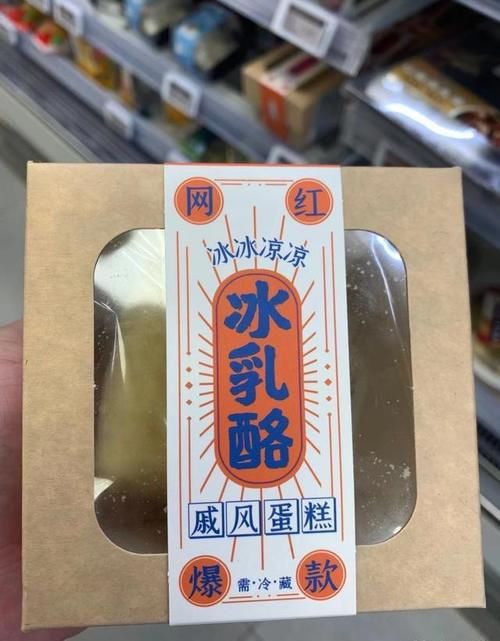 网 红
冰冰凉凉
冰乳酪
戚风蛋糕
爆 需·冷·藏 款